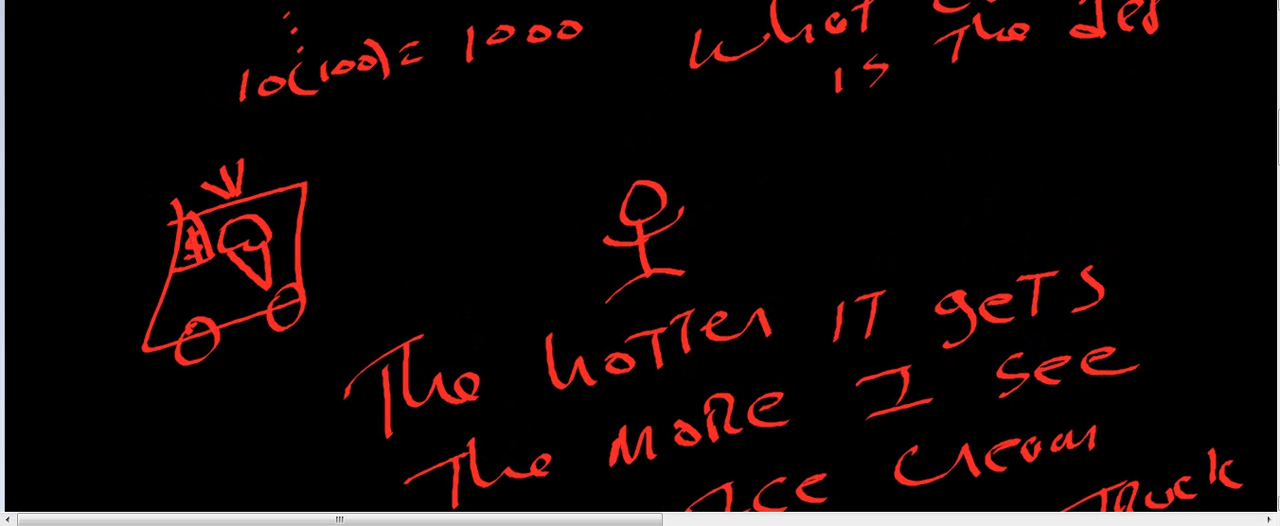 10(100) = 1000
What
is The
The hotter IT geTs
The MORE I see
Ice Cream
Truck